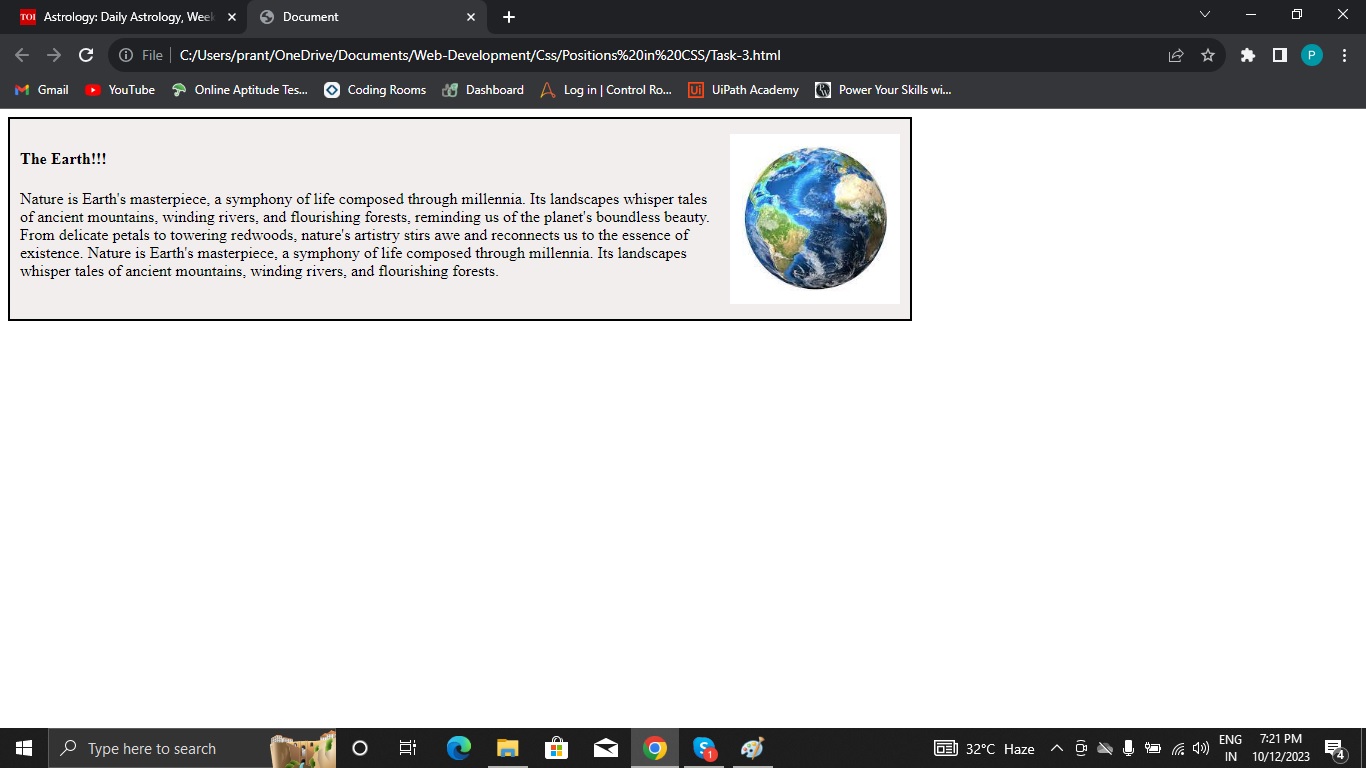 TOI Astrology: Daily Astrology, Week
Document
File C:/Users/prant/OneDrive/Documents/Web-Development/Css/Positions%20in%20CSS/Task-3.html
P
Gmail YouTube Online Aptitude Tes... Coding Rooms Dashboard Log in | Control Ro... Ui UiPath Academy Power Your Skills wi...
The Earth!!!
Nature is Earth's masterpiece, a symphony of life composed through millennia. Its landscapes whisper tales
of ancient mountains, winding rivers, and flourishing forests, reminding us of the planet's boundless beauty.
From delicate petals to towering redwoods, nature's artistry stirs awe and reconnects us to the essence of
existence. Nature is Earth's masterpiece, a symphony of life composed through millennia. Its landscapes
whisper tales of ancient mountains, winding rivers, and flourishing forests.
Type here to search
S 1
32°C Haze
ENG
IN
7:21 PM
10/12/2023
4